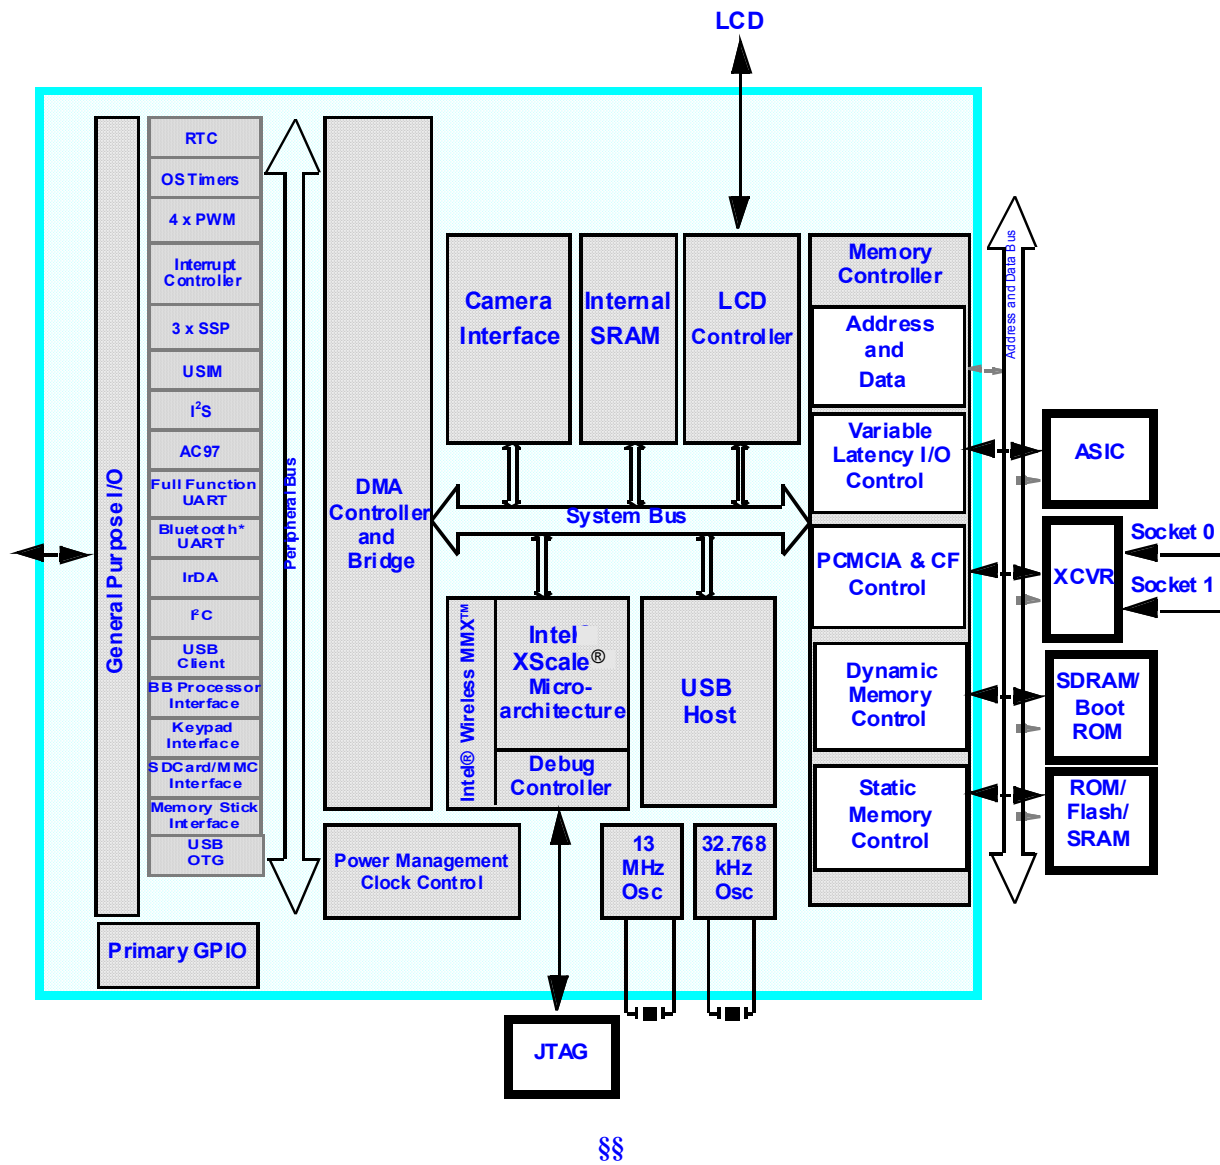 LCD
General Purpose I/O
RTC
OS Timers
4 x PWM
Interrupt
Controller
3 x SSP
USIM
I²S
AC97
Full Function
UART
Bluetooth*
UART
IrDA
I²C
USB
Client
BB Processor
Interface
Keypad
Interface
SDCard/MMC
Interface
Memory Stick
Interface
USB
OTG
Primary GPIO
Peripheral Bus
DMA
Controller
and
Bridge
Power Management
Clock Control
Camera
Interface
Internal
SRAM
LCD
Controller
System Bus
Intel® Wireless MMX™
Intel®
XScale®
Micro-
architecture
Debug
Controller
USB
Host
13
MHz
Osc
32.768
kHz
Osc
JTAG
Memory
Controller
Address
and
Data
Variable
Latency I/O
Control
PCMCIA & CF
Control
Dynamic
Memory
Control
Static
Memory
Control
Address and Data Bus
ASIC
XCVR
Socket 0
Socket 1
SDRAM/
Boot
ROM
ROM/
Flash/
SRAM
§§